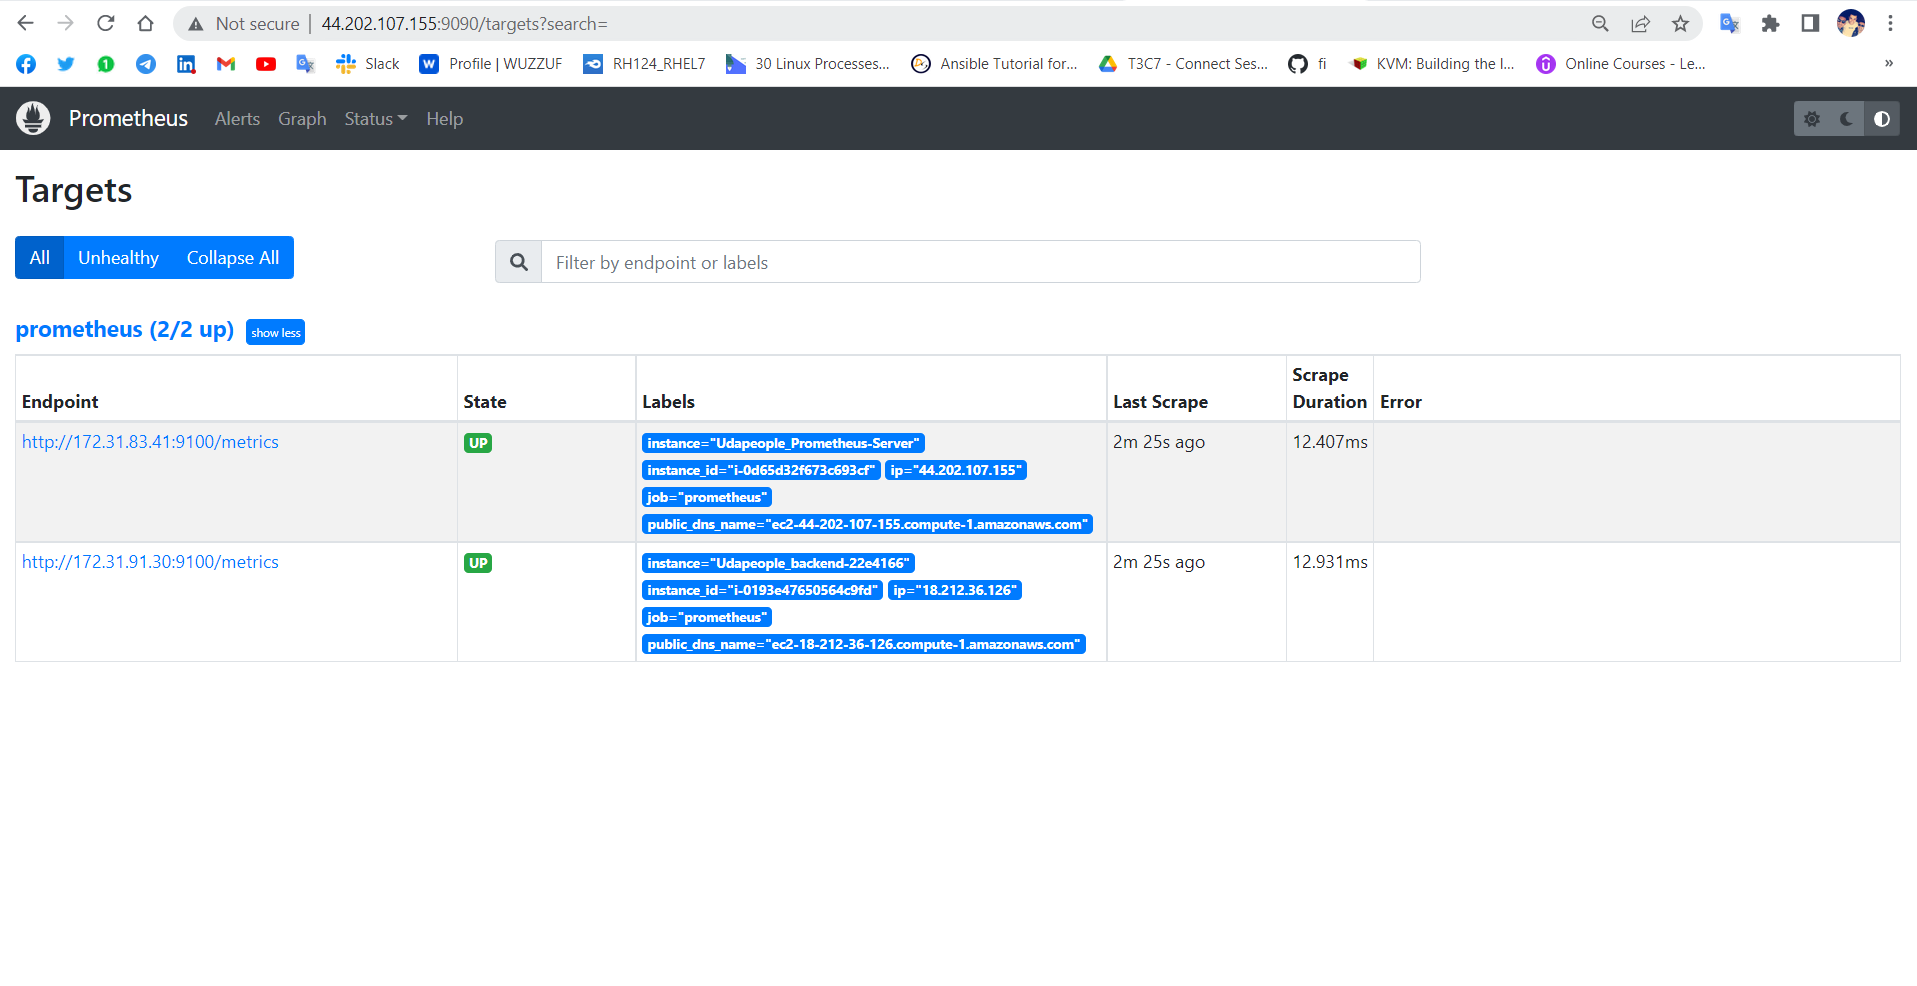 Not secure | 44.202.107.155:9090/targets?search=
1 Slack W Profile | WUZZUF RH124_RHEL7 30 Linux Processes... Ansible Tutorial for... T3C7 - Connect Ses... fi KVM: Building the I... Online Courses - Le... »
Prometheus Alerts Graph Status Help
Targets
All Unhealthy Collapse All Filter by endpoint or labels
prometheus (2/2 up) show less
Endpoint State Labels Last Scrape Scrape Duration Error
http://172.31.83.41:9100/metrics UP instance="Udapeople_Prometheus-Server" 2m 25s ago 12.407ms
instance_id="i-0d65d32f673c693cf" ip="44.202.107.155"
job="prometheus"
public_dns_name="ec2-44-202-107-155.compute-1.amazonaws.com"
http://172.31.91.30:9100/metrics UP instance="Udapeople_backend-22e4166" 2m 25s ago 12.931ms
instance_id="i-0193e47650564c9fd" ip="18.212.36.126"
job="prometheus"
public_dns_name="ec2-18-212-36-126.compute-1.amazonaws.com"